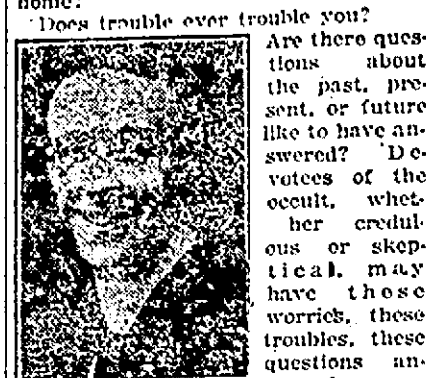 home?
'Does trouble ever trouble you?
Are there ques-
tions about
the past, pre-
sent, or future
like to have an-
swered? 'De-
votees of the
occult, whet-
her credul-
ous or skep-
tical, may
have those
worries, these
troubles, these
questions an-